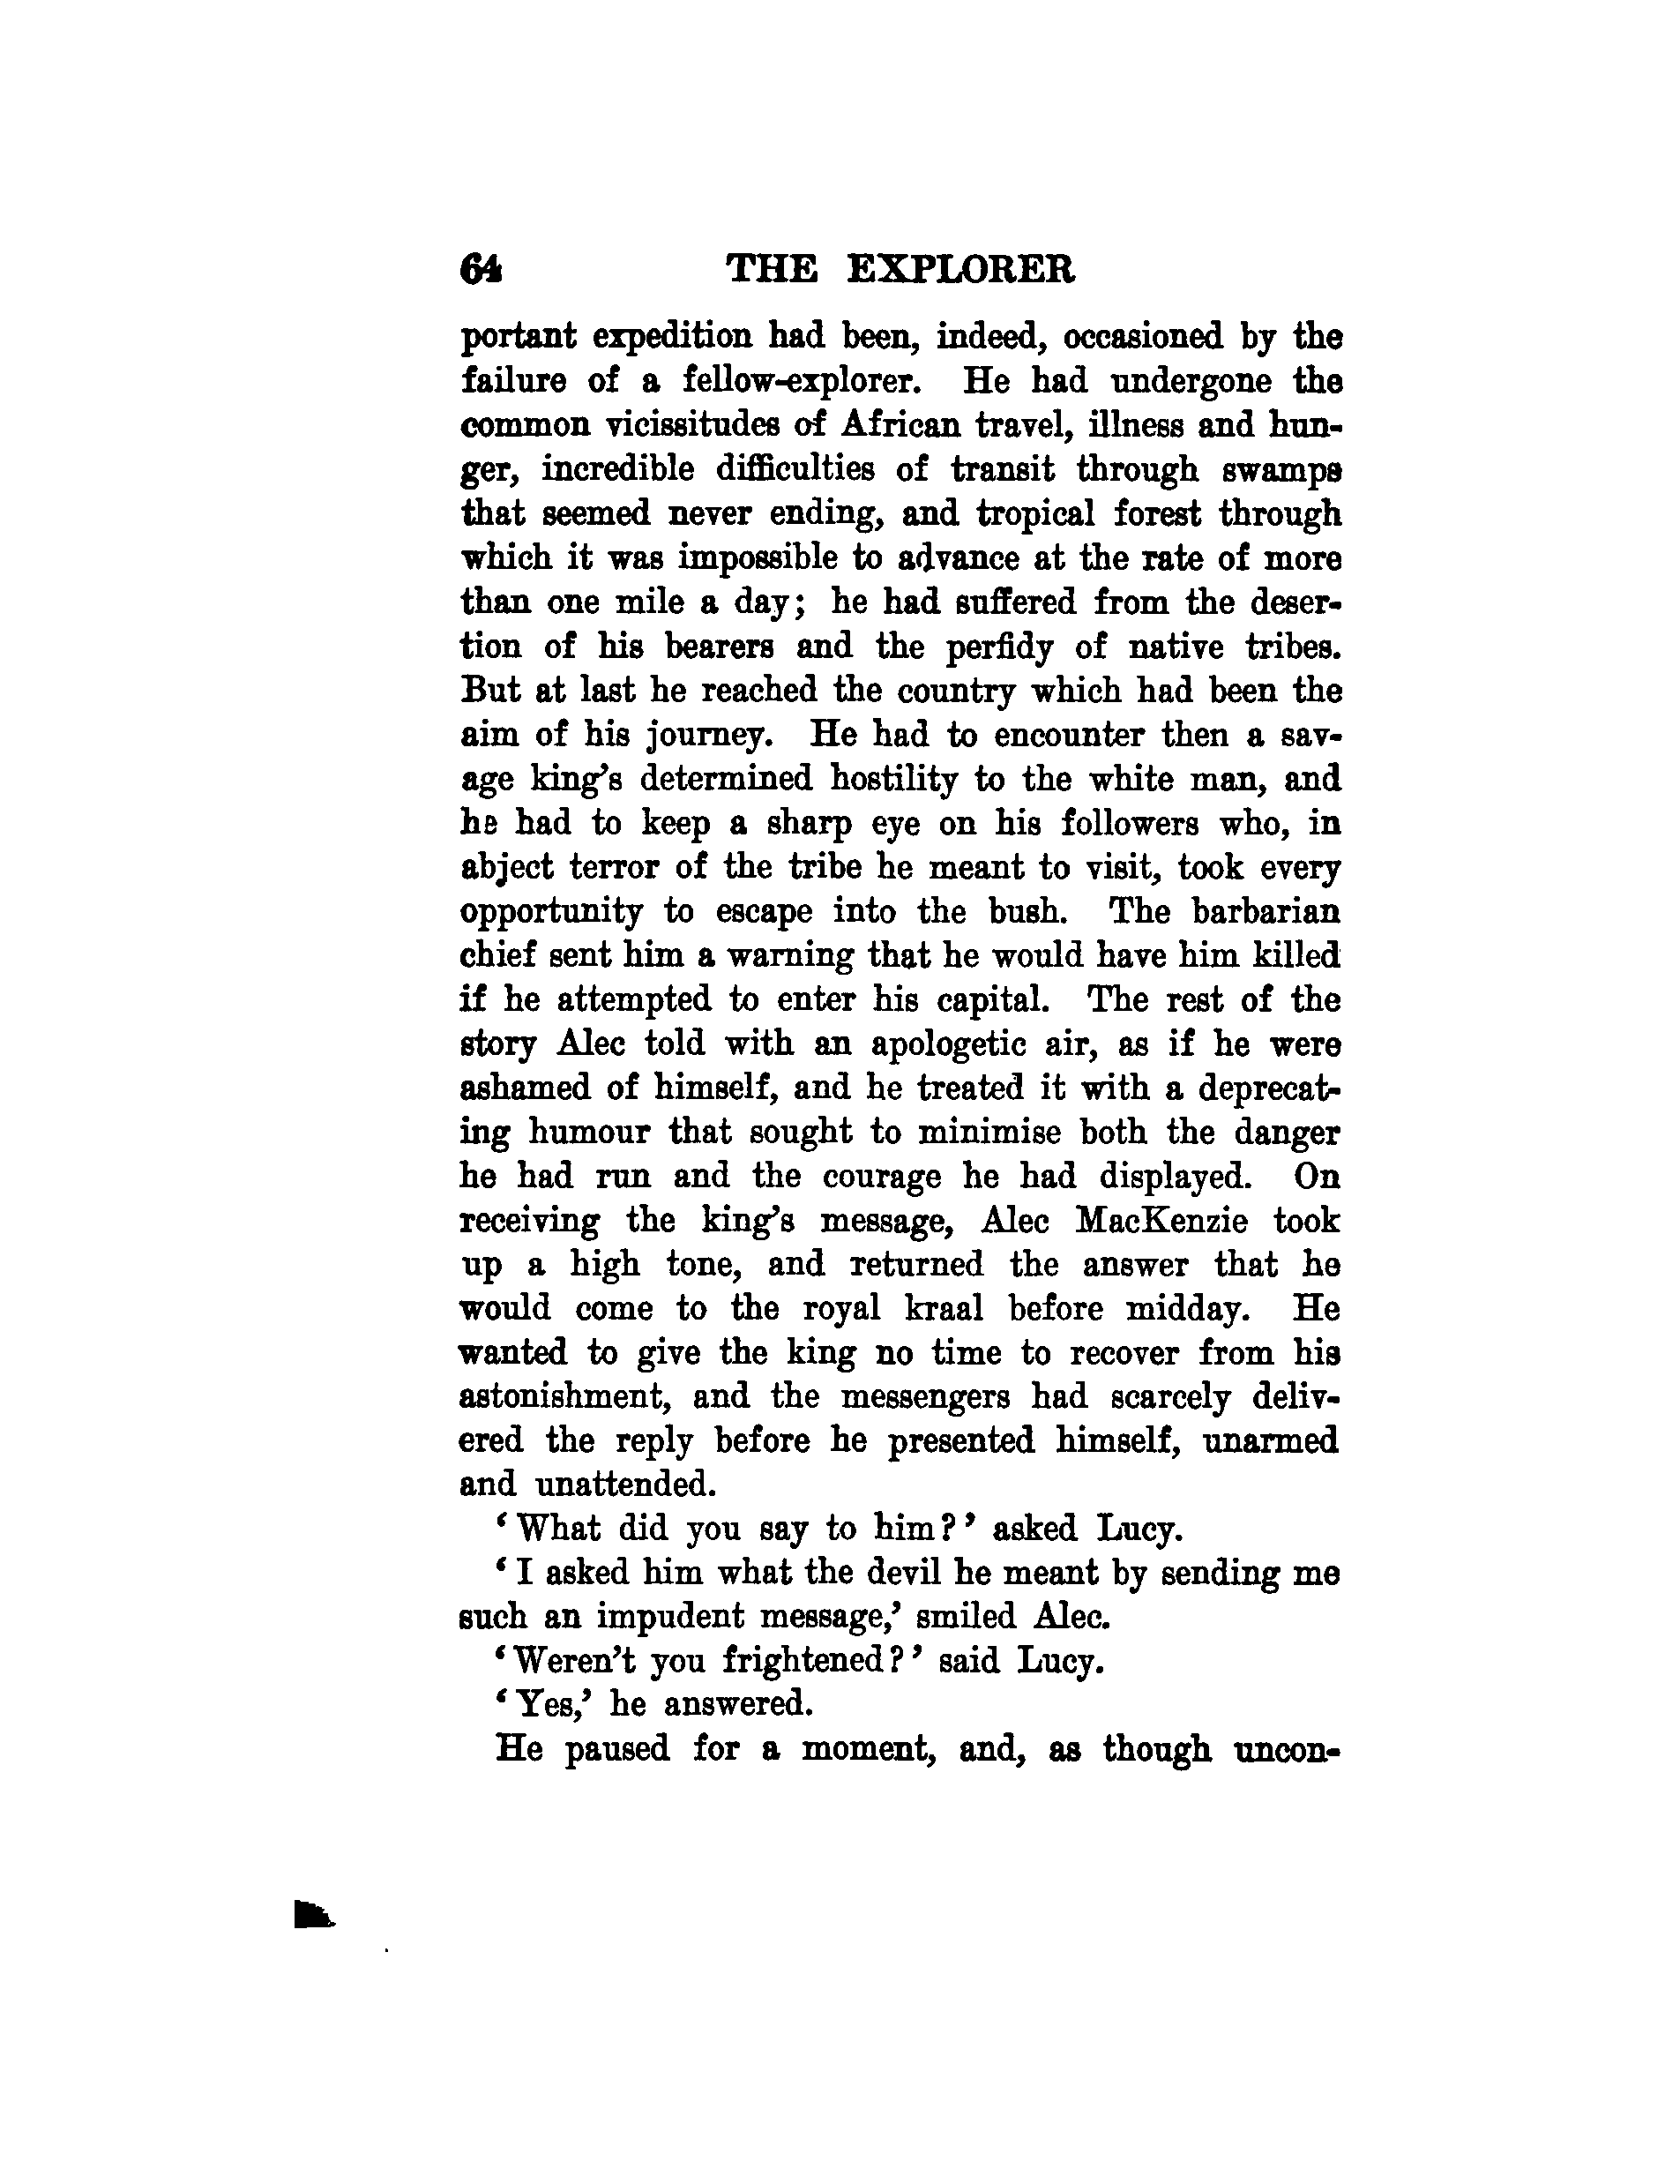 64 THE EXPLORER
portant expedition had been, indeed, occasioned by the
failure of a fellow-explorer. He had undergone the
common vicissitudes of African travel, illness and hun-
ger, incredible difficulties of transit through swamps
that seemed never ending, and tropical forest through
which it was impossible to advance at the rate of more
than one mile a day; he had suffered from the deser-
tion of his bearers and the perfidy of native tribes.
But at last he reached the country which had been the
aim of his journey. He had to encounter then a sav-
age king's determined hostility to the white man, and
he had to keep a sharp eye on his followers who, in
abject terror of the tribe he meant to visit, took every
opportunity to escape into the bush. The barbarian
chief sent him a warning that he would have him killed
if he attempted to enter his capital. The rest of the
story Alec told with an apologetic air, as if he were
ashamed of himself, and he treated it with a deprecat-
ing humour that sought to minimise both the danger
he had run and the courage he had displayed. On
receiving the king's message, Alec MacKenzie took
up a high tone, and returned the answer that he
would come to the royal kraal before midday. He
wanted to give the king no time to recover from his
astonishment, and the messengers had scarcely deliv-
ered the reply before he presented himself, unarmed
and unattended.
'What did you say to him?' asked Lucy.
'I asked him what the devil he meant by sending me
such an impudent message,' smiled Alec.
'Weren't you frightened?' said Lucy.
'Yes,' he answered.
He paused for a moment, and, as though uncon-